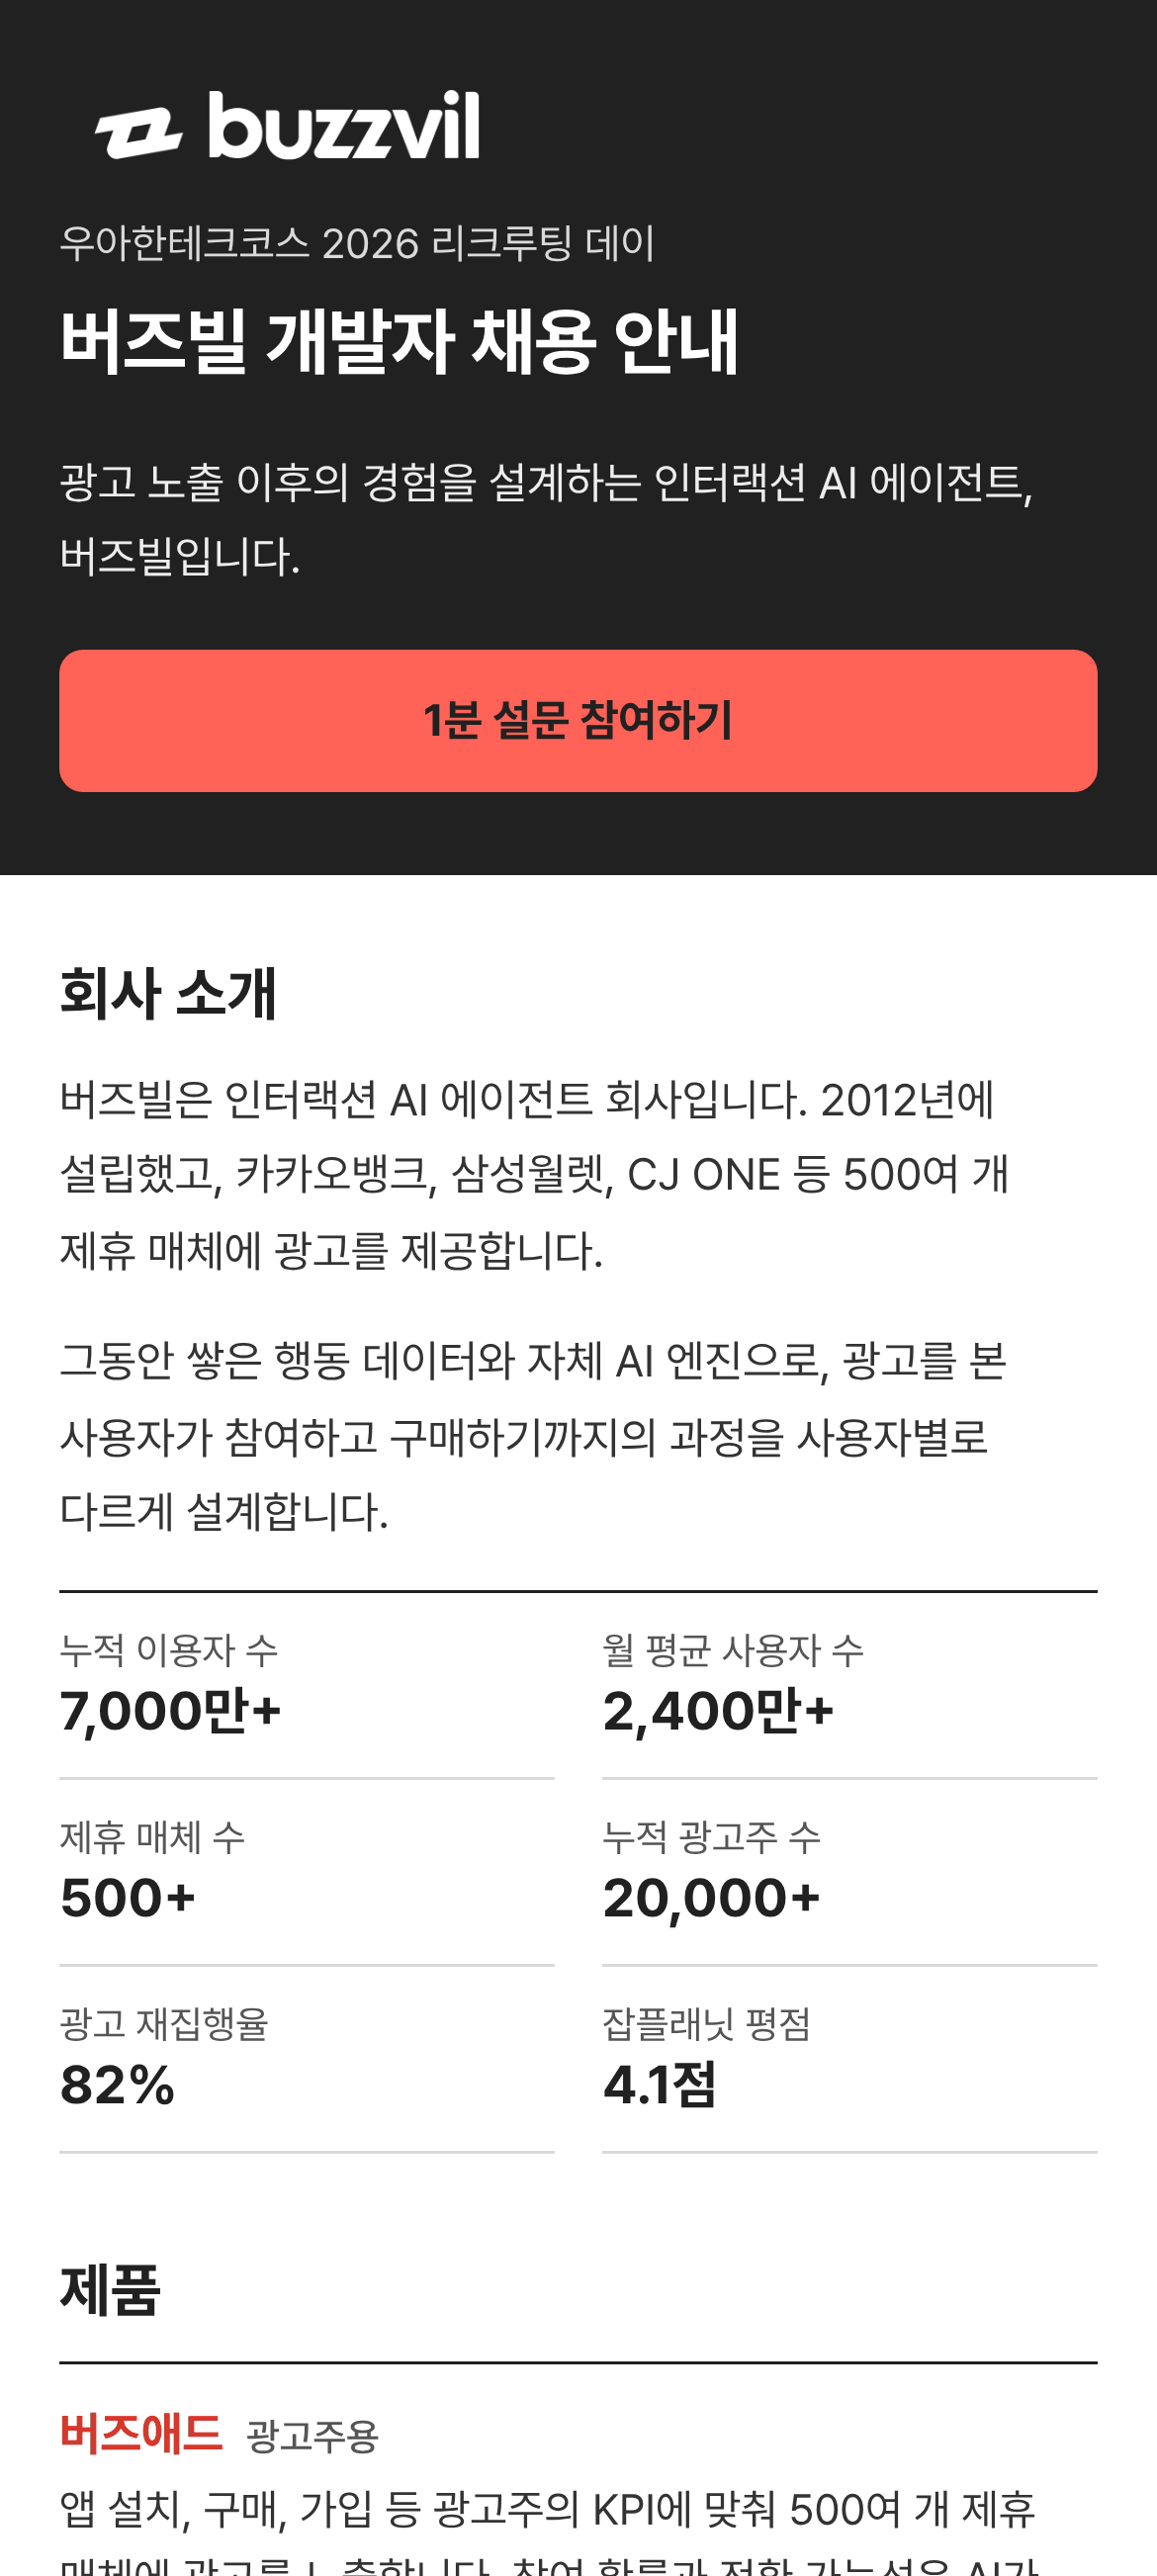 buzzvil
우아한테크코스 2026 리크루팅 데이
버즈빌 개발자 채용 안내
광고 노출 이후의 경험을 설계하는 인터랙션 AI 에이전트,
버즈빌입니다.
1분 설문 참여하기
회사 소개
버즈빌은 인터랙션 AI 에이전트 회사입니다. 2012년에
설립했고, 카카오뱅크, 삼성월렛, CJ ONE 등 500여 개
제휴 매체에 광고를 제공합니다.
그동안 쌓은 행동 데이터와 자체 AI 엔진으로, 광고를 본
사용자가 참여하고 구매하기까지의 과정을 사용자별로
다르게 설계합니다.
누적 이용자 수
7,000만+
월 평균 사용자 수
2,400만+
제휴 매체 수
500+
누적 광고주 수
20,000+
광고 재집행율
82%
잡플래닛 평점
4.1점
제품
버즈애드 광고주용
앱 설치, 구매, 가입 등 광고주의 KPI에 맞춰 500여 개 제휴